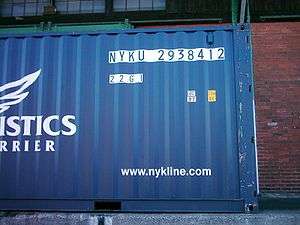 NYKU 2938412
22G1
ISTICS
RRIER
www.nykline.com